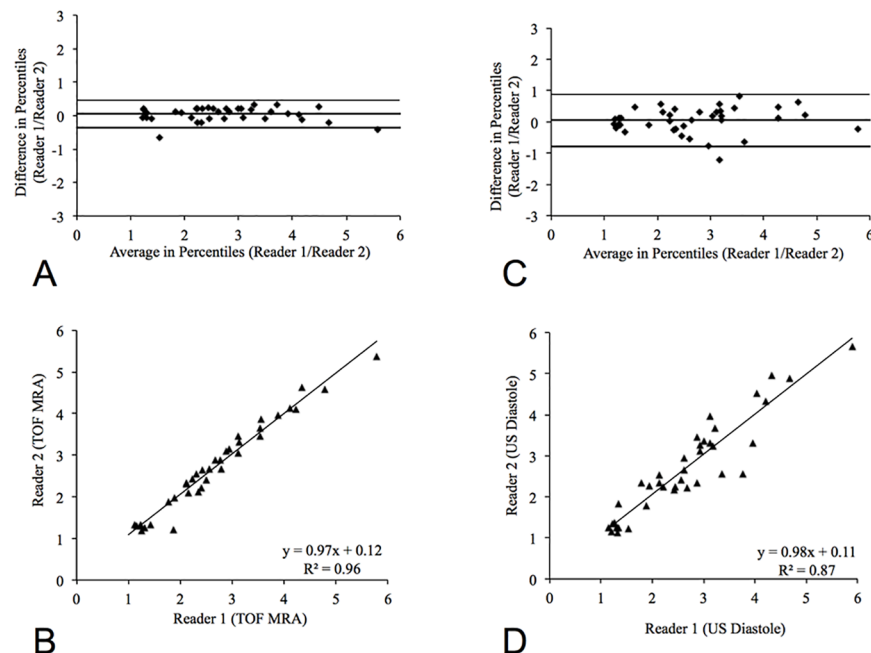 3
2
1
0
-1
-2
-3
Difference in Percentiles
(Reader 1/Reader 2)
0 1 2 3 4 5 6
Average in Percentiles (Reader 1/Reader 2)
A
3
2
1
0
-1
-2
-3
Difference in Percentiles
(Reader 1/Reader 2)
0 1 2 3 4 5 6
Average in Percentiles (Reader 1/Reader 2)
C
6
5
4
3
2
1
0
Reader 2 (TOF MRA)
y = 0.97x + 0.12
R² = 0.96
0 1 2 3 4 5 6
Reader 1 (TOF MRA)
B
6
5
4
3
2
1
0
Reader 2 (US Diastole)
y = 0.98x + 0.11
R² = 0.87
0 1 2 3 4 5 6
Reader 1 (US Diastole)
D